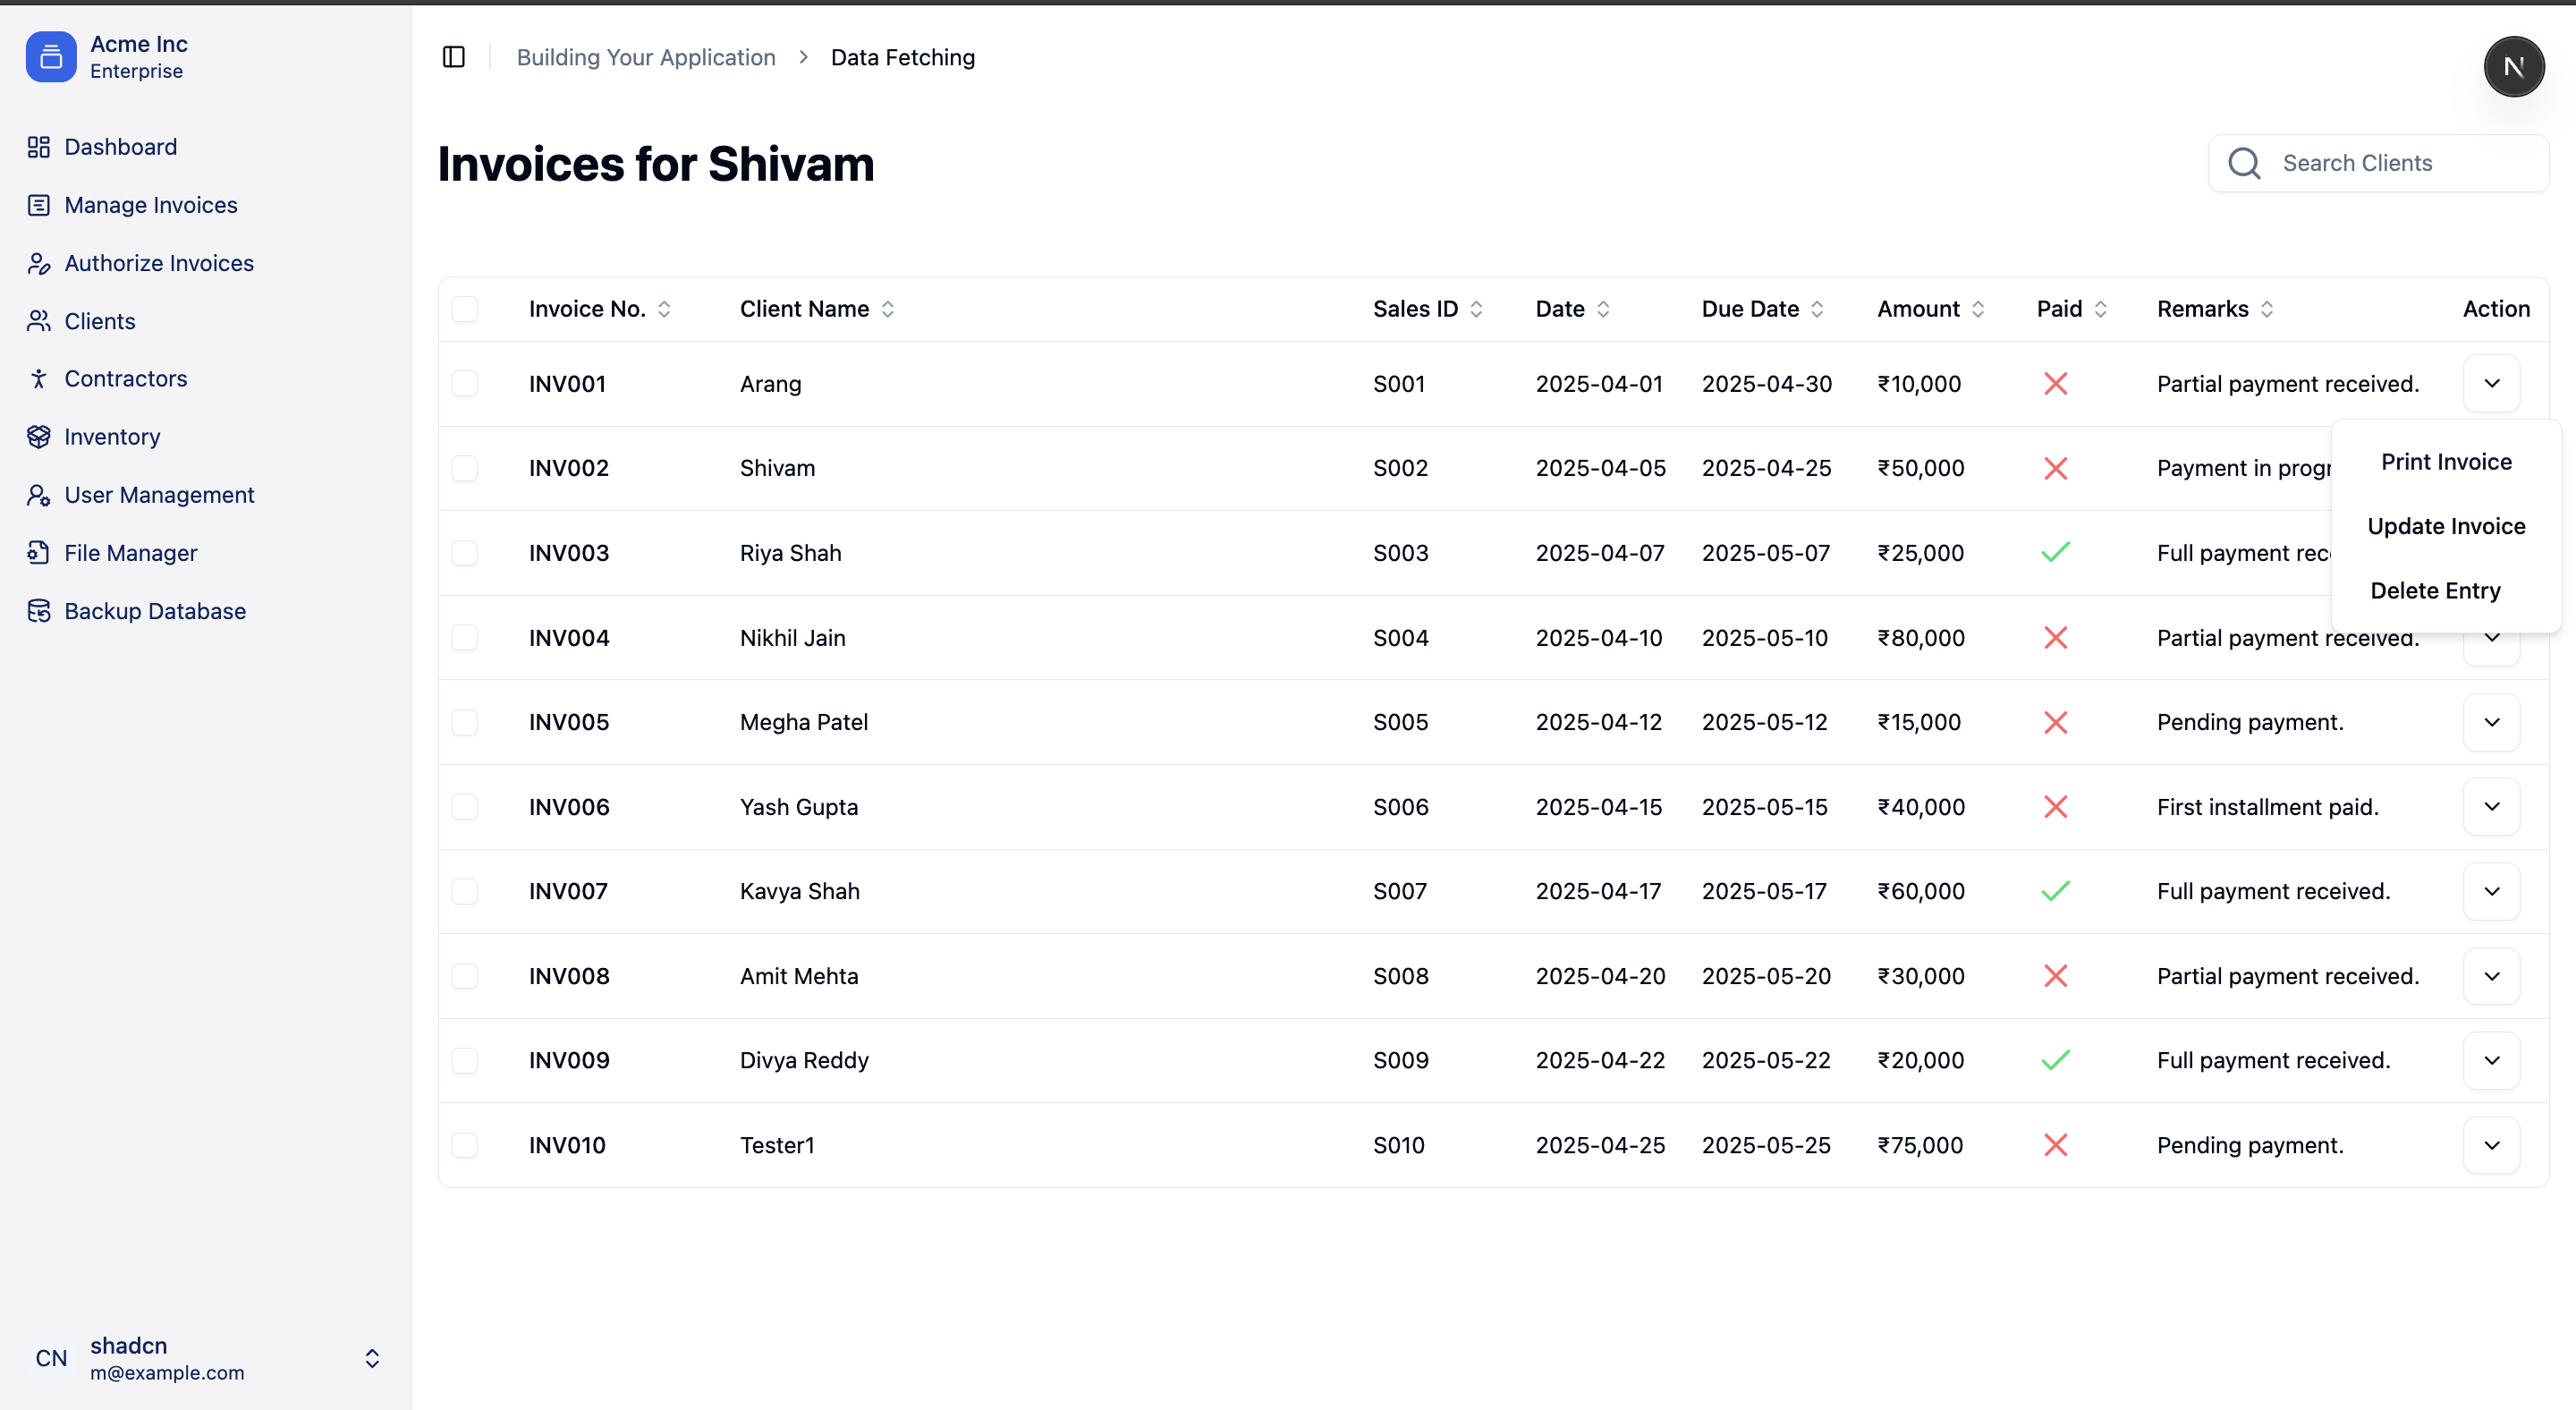 Acme Inc
Enterprise
Dashboard
Manage Invoices
Authorize Invoices
Clients
Contractors
Inventory
User Management
File Manager
Backup Database
CN
shadcn
m@example.com
Building Your Application > Data Fetching
N
Invoices for Shivam
Search Clients
Invoice No. Client Name Sales ID Date Due Date Amount Paid Remarks Action
INV001 Arang S001 2025-04-01 2025-04-30 ₹10,000 Partial payment received.
INV002 Shivam S002 2025-04-05 2025-04-25 ₹50,000 Payment in
INV003 Riya Shah S003 2025-04-07 2025-05-07 ₹25,000 Full payment
INV004 Nikhil Jain S004 2025-04-10 2025-05-10 ₹80,000 Partial payment received.
INV005 Megha Patel S005 2025-04-12 2025-05-12 ₹15,000 Pending payment.
INV006 Yash Gupta S006 2025-04-15 2025-05-15 ₹40,000 First installment paid.
INV007 Kavya Shah S007 2025-04-17 2025-05-17 ₹60,000 Full payment received.
INV008 Amit Mehta S008 2025-04-20 2025-05-20 ₹30,000 Partial payment received.
INV009 Divya Reddy S009 2025-04-22 2025-05-22 ₹20,000 Full payment received.
INV010 Tester1 S010 2025-04-25 2025-05-25 ₹75,000 Pending payment.
Print Invoice
Update Invoice
Delete Entry